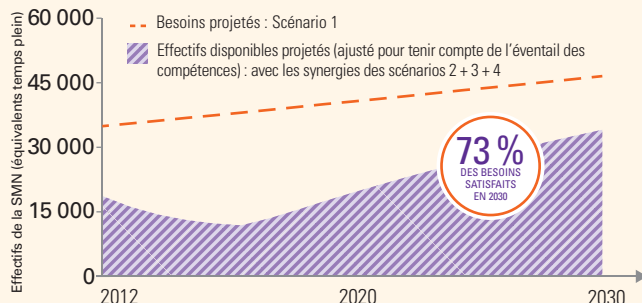 60 000
Besoins projetés : Scénario 1
Effectifs disponibles projetés (ajusté pour tenir compte de l'éventail des
compétences) : avec les synergies des scénarios 2 + 3 + 4
45 000
30 000
15 000
0
Effectifs de la SMN (équivalents temps plein)
73 %
DES BESOINS
SATISFAITS
EN 2030
2012
2020
2030